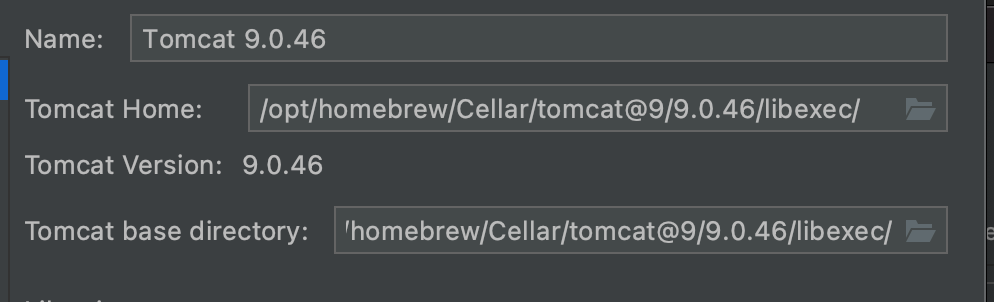 Name: Tomcat 9.0.46
Tomcat Home: /opt/homebrew/Cellar/tomcat@9/9.0.46/libexec/
Tomcat Version: 9.0.46
Tomcat base directory: /homebrew/Cellar/tomcat@9/9.0.46/libexec/